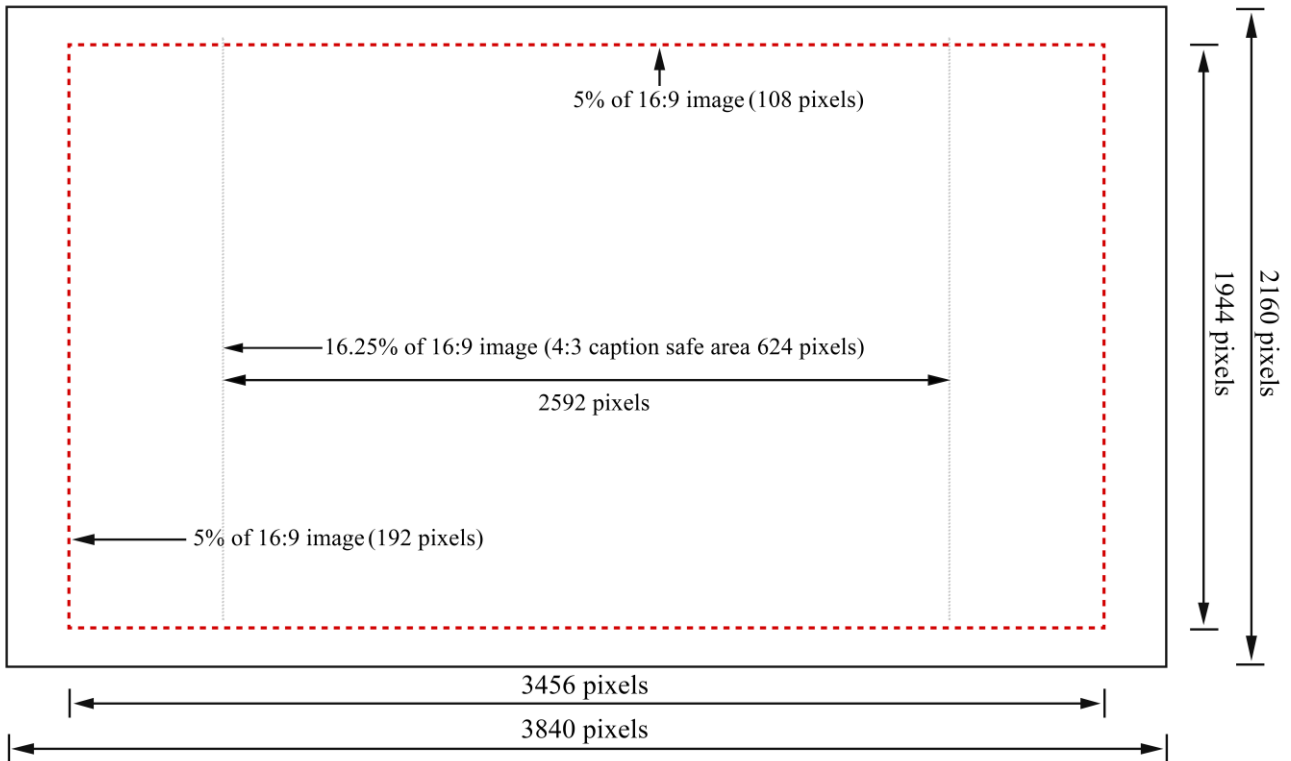 5% of 16:9 image (108 pixels)
16.25% of 16:9 image (4:3 caption safe area 624 pixels)
2592 pixels
5% of 16:9 image (192 pixels)
1944 pixels
2160 pixels
3456 pixels
3840 pixels